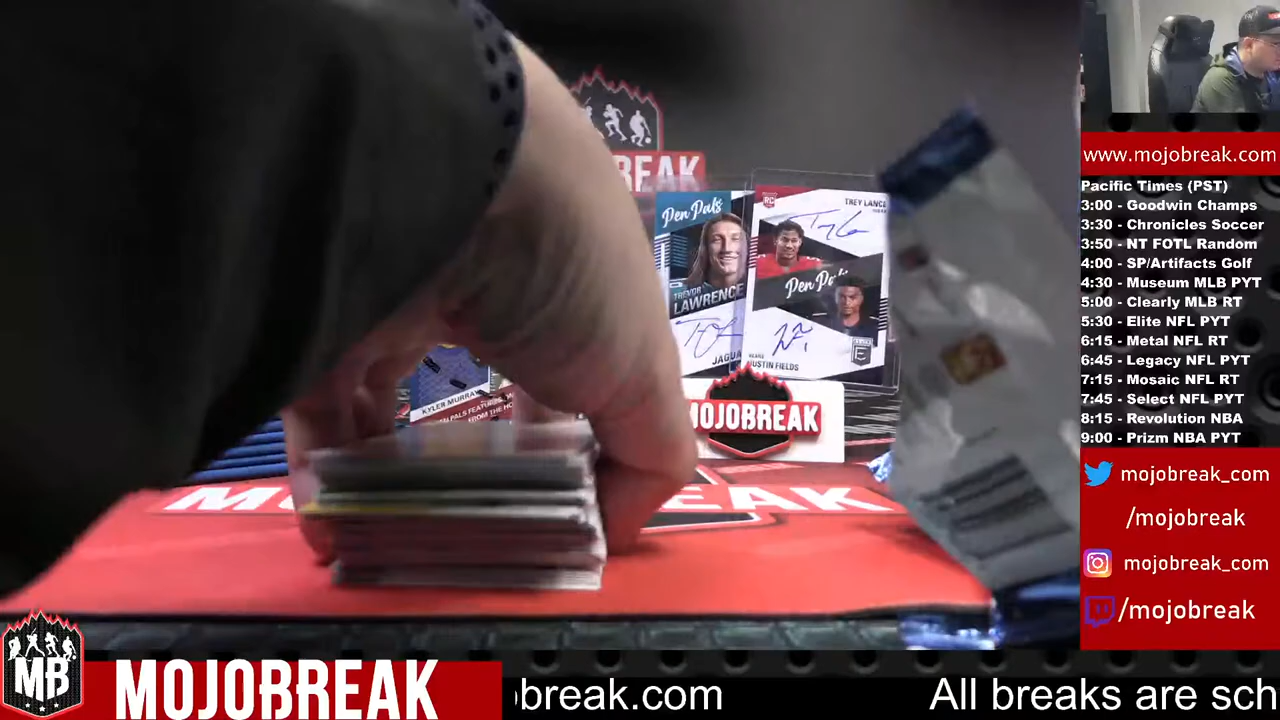 BREAK
Pen Pals
TREVOR
LAWRENCE
JAGUA
TREY LANCE
Pen Pa
BEARS
JUSTIN FIELDS
KYLER MURRAY
MOJOBREAK
www.mojobreak.com
Pacific Times (PST)
3:00 - Goodwin Champs
3:30 - Chronicles Soccer
3:50 - NT FOTL Random
4:00 - SP/Artifacts Golf
4:30 - Museum MLB PYT
5:00 - Clearly MLB RT
5:30 - Elite NFL PYT
6:15 - Metal NFL RT
6:45 - Legacy NFL PYT
7:15 - Mosaic NFL RT
7:45 - Select NFL PYT
8:15 - Revolution NBA
9:00 - Prizm NBA PYT
mojobreak_com
/mojobreak
mojobreak_com
/mojobreak
MB
MOJOBREAK
break.com
All breaks are sch